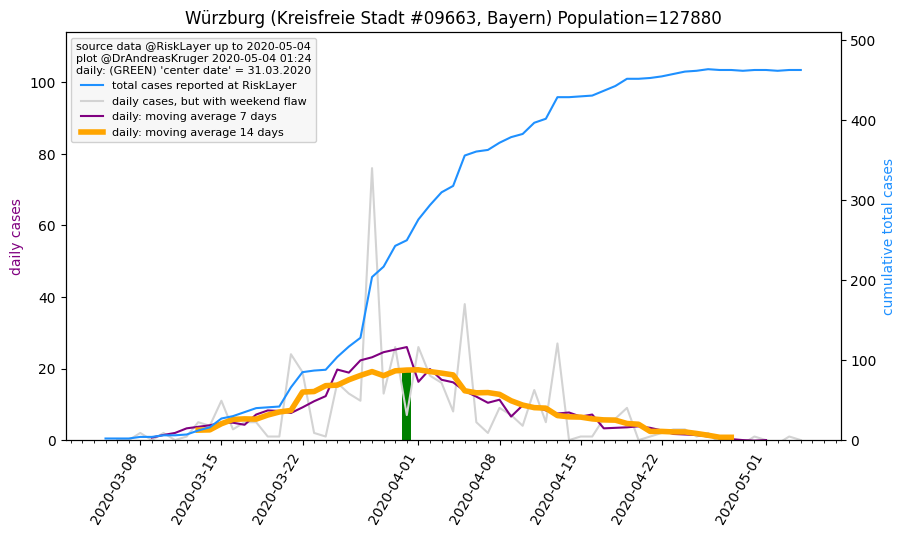 Würzburg (Kreisfreie Stadt #09663, Bayern) Population=127880
source data @RiskLayer up to 2020-05-04
plot @DrAndreasKruger 2020-05-04 01:24
daily: (GREEN) 'center date' = 31.03.2020
total cases reported at RiskLayer
daily cases, but with weekend flaw
daily: moving average 7 days
daily: moving average 14 days
daily cases
100
80
60
40
20
0
cumulative total cases
500
400
300
200
100
0
2020-03-08
2020-03-15
2020-03-22
2020-04-01
2020-04-08
2020-04-15
2020-04-22
2020-05-01